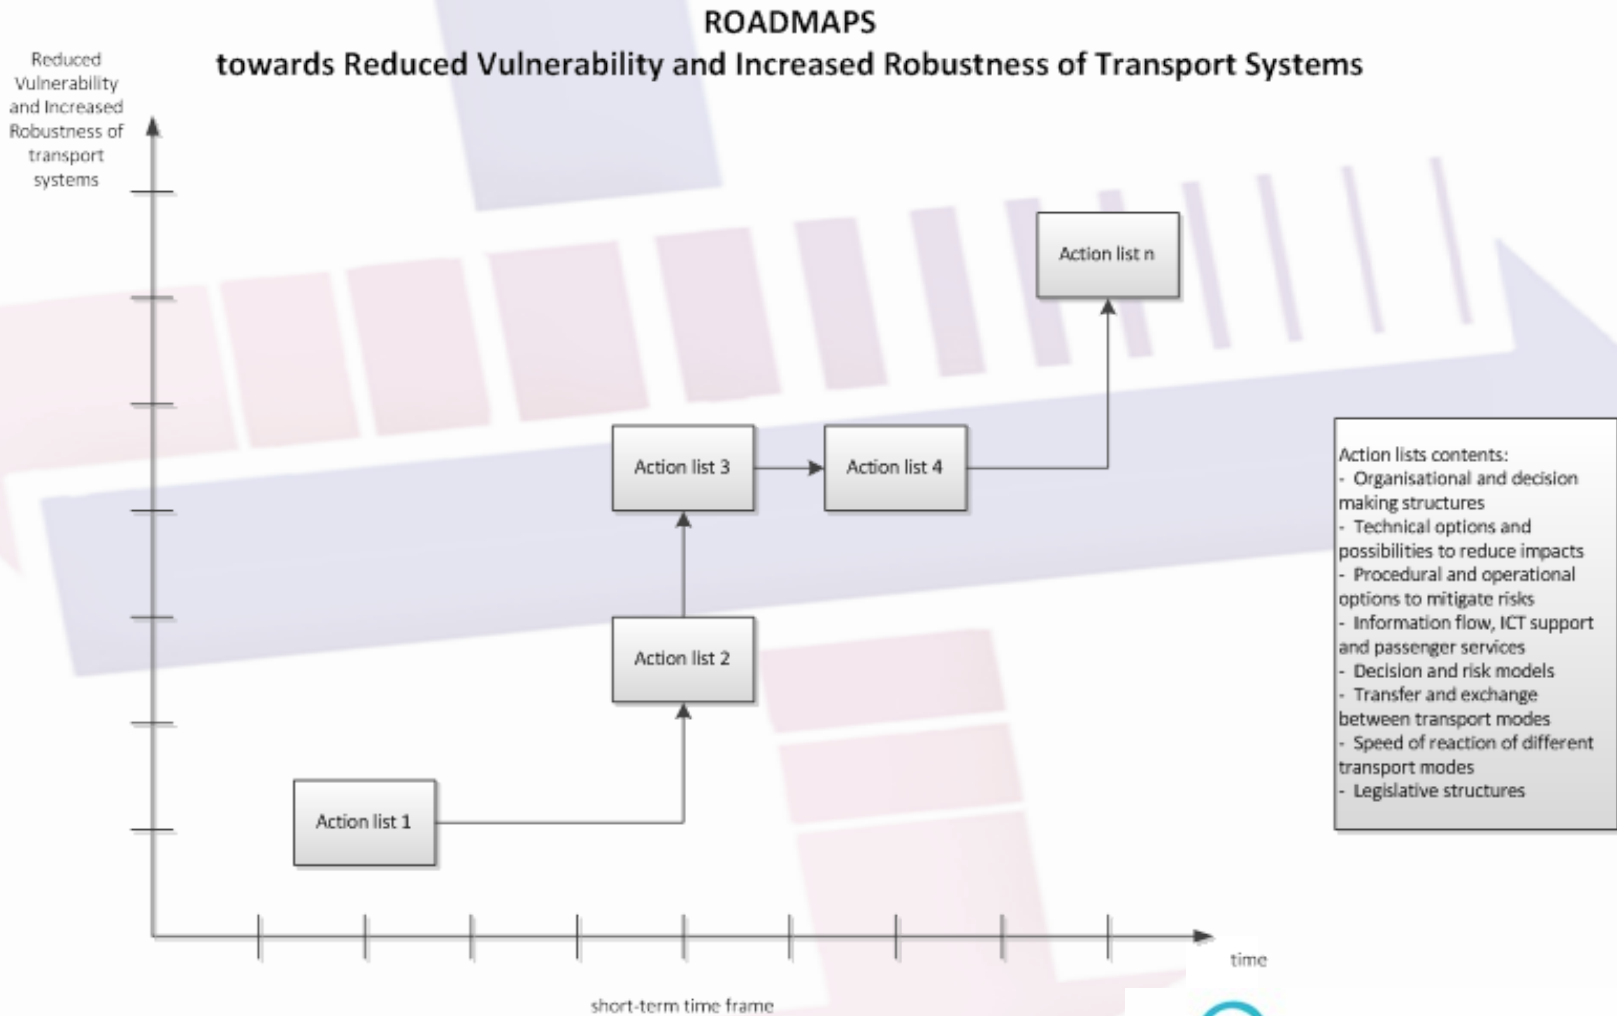 ROADMAPS
towards Reduced Vulnerability and Increased Robustness of Transport Systems
Reduced
Vulnerability
and Increased
Robustness of
transport
systems
Action list n
Action list 3
Action list 4
Action list 2
Action list 1
Action lists contents:
- Organisational and decision
making structures
- Technical options and
possibilities to reduce impacts
- Procedural and operational
options to mitigate risks
- Information flow, ICT support
and passenger services
- Decision and risk models
- Transfer and exchange
between transport modes
- Speed of reaction of different
transport modes
- Legislative structures
time
short-term time frame